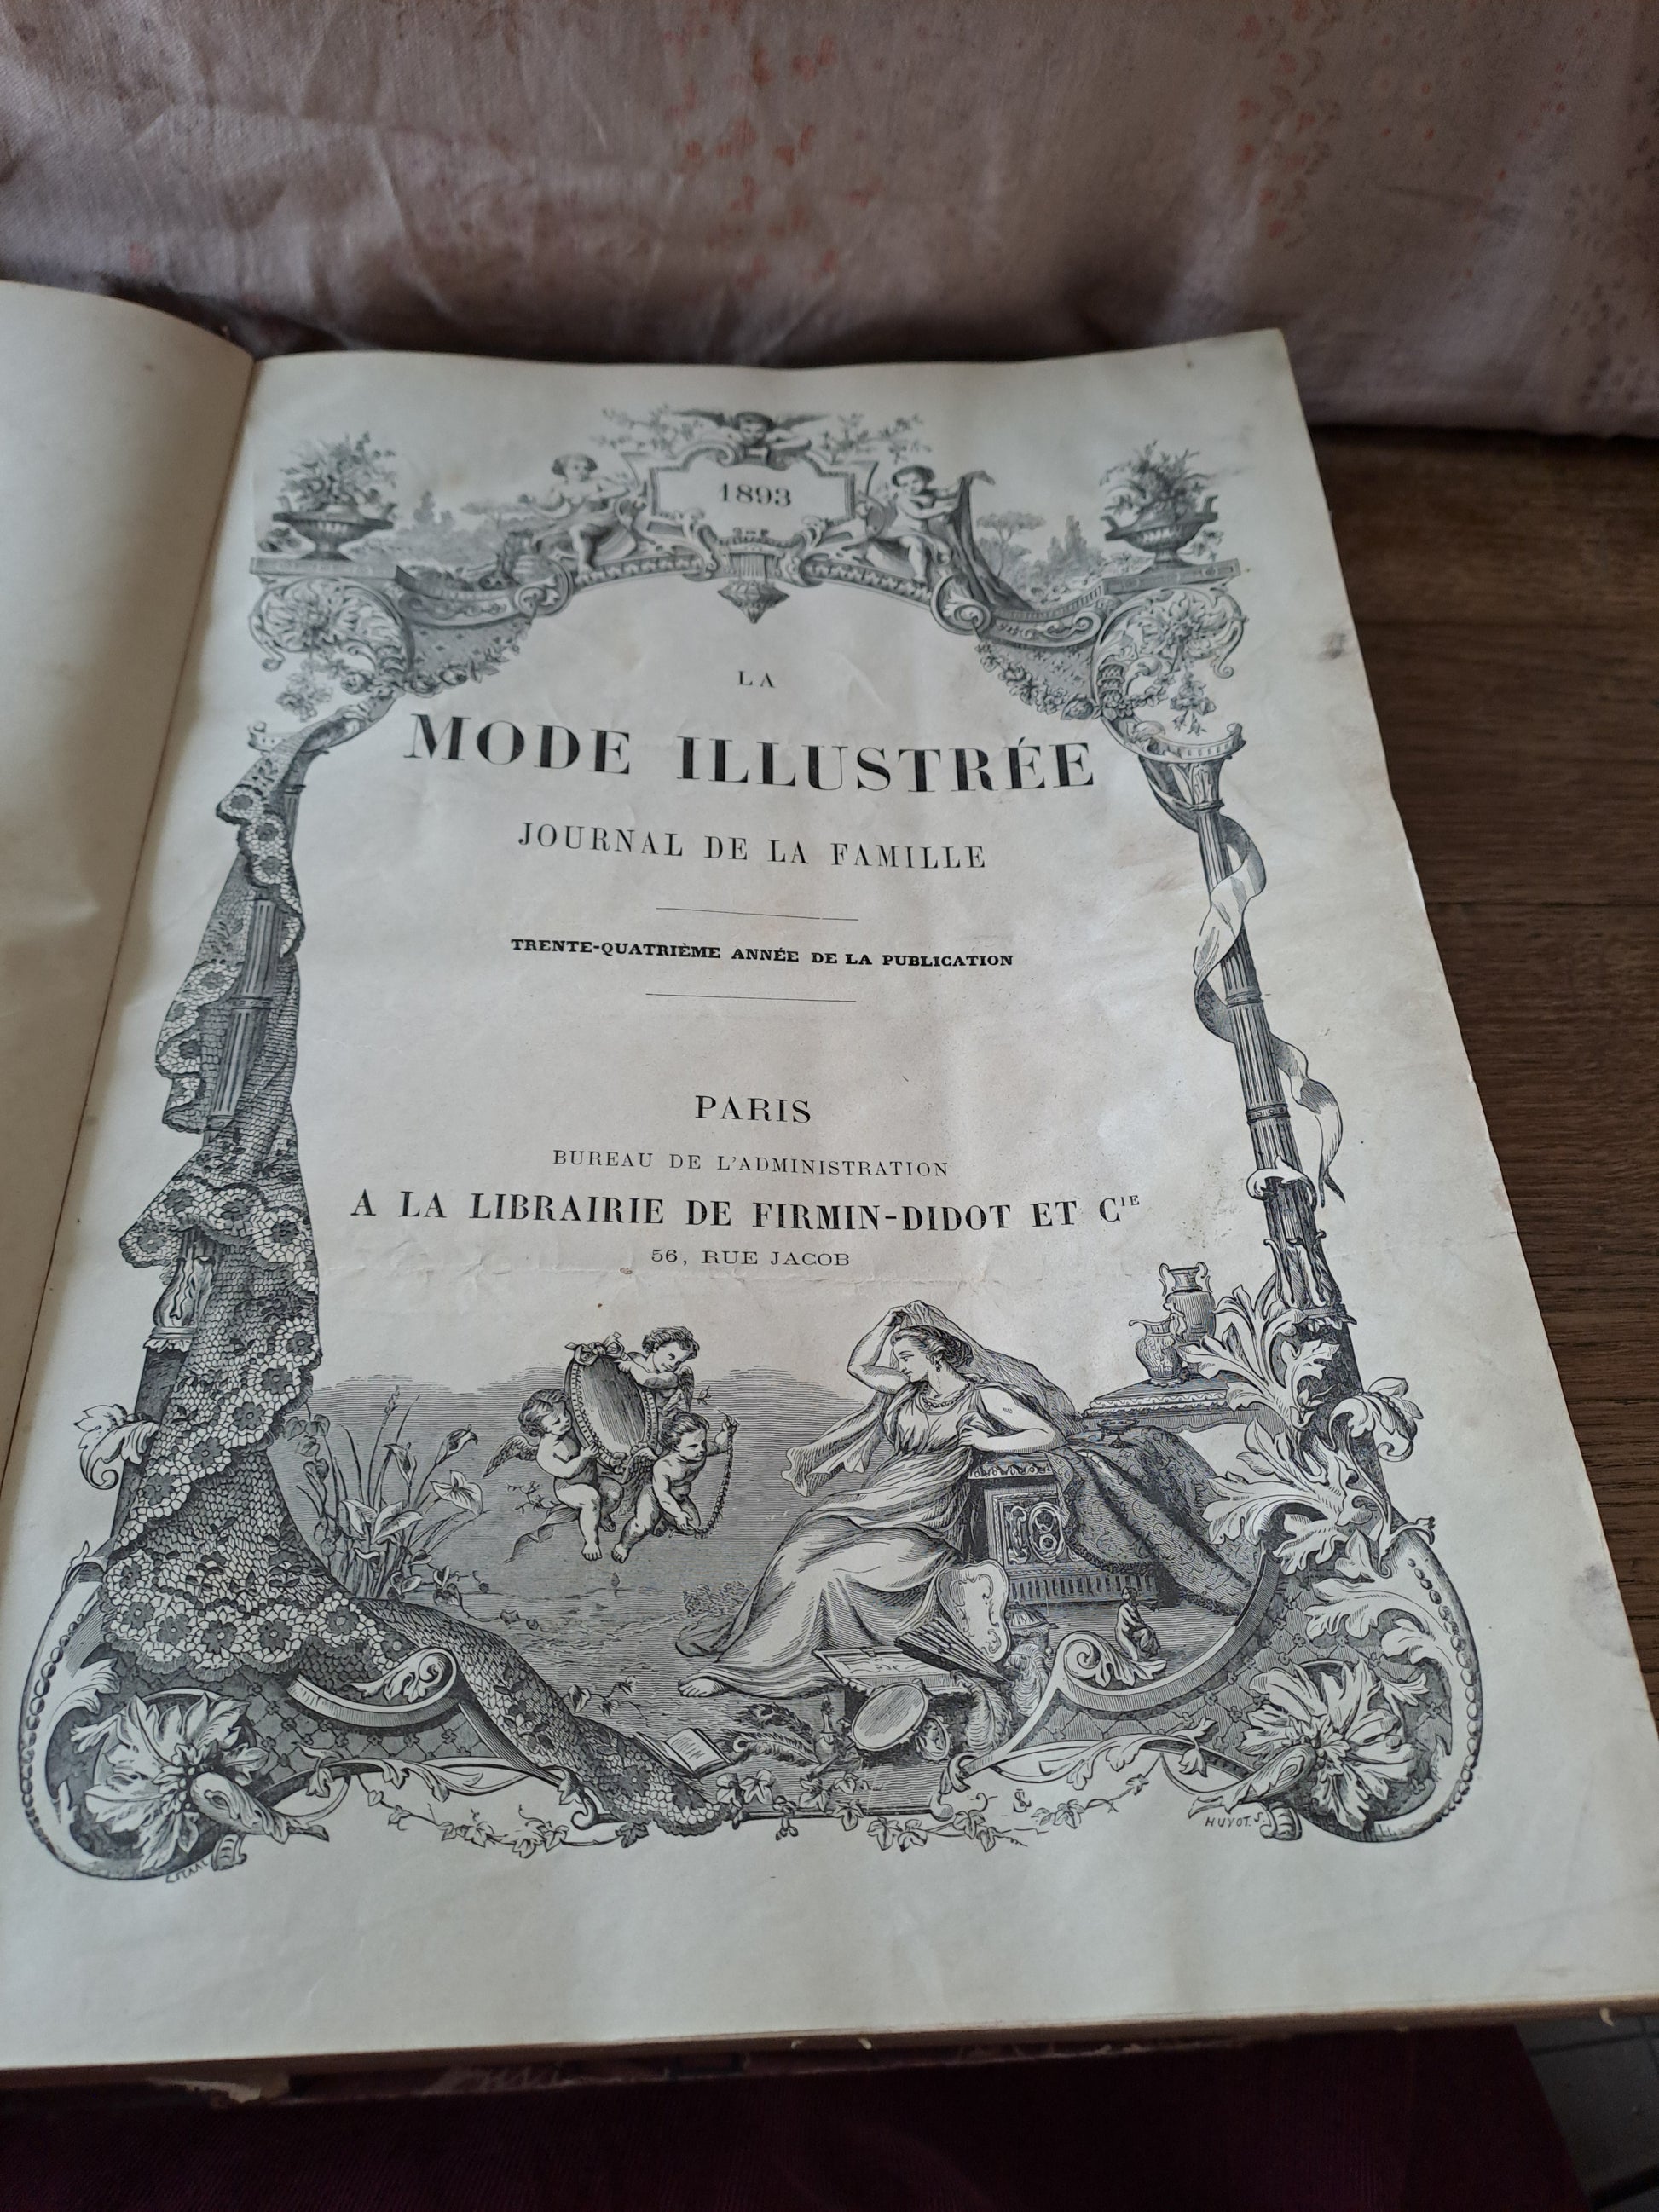 1893
LA
MODE ILLUSTRÉE
JOURNAL DE LA FAMILLE
TRENTE-QUATRIÈME ANNÉE DE LA PUBLICATION
PARIS
BUREAU DE L'ADMINISTRATION
A LA LIBRAIRIE DE FIRMIN-DIDOT ET CIE
56, RUE JACOB
HUYOT. S.